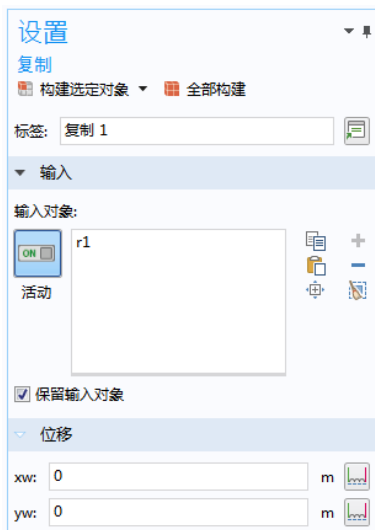 设置
复制
构建选定对象 全部构建
标签: 复制 1
输入
输入对象:
ON
r1
活动
保留输入对象
位移
xw: 0 m
yw: 0 m